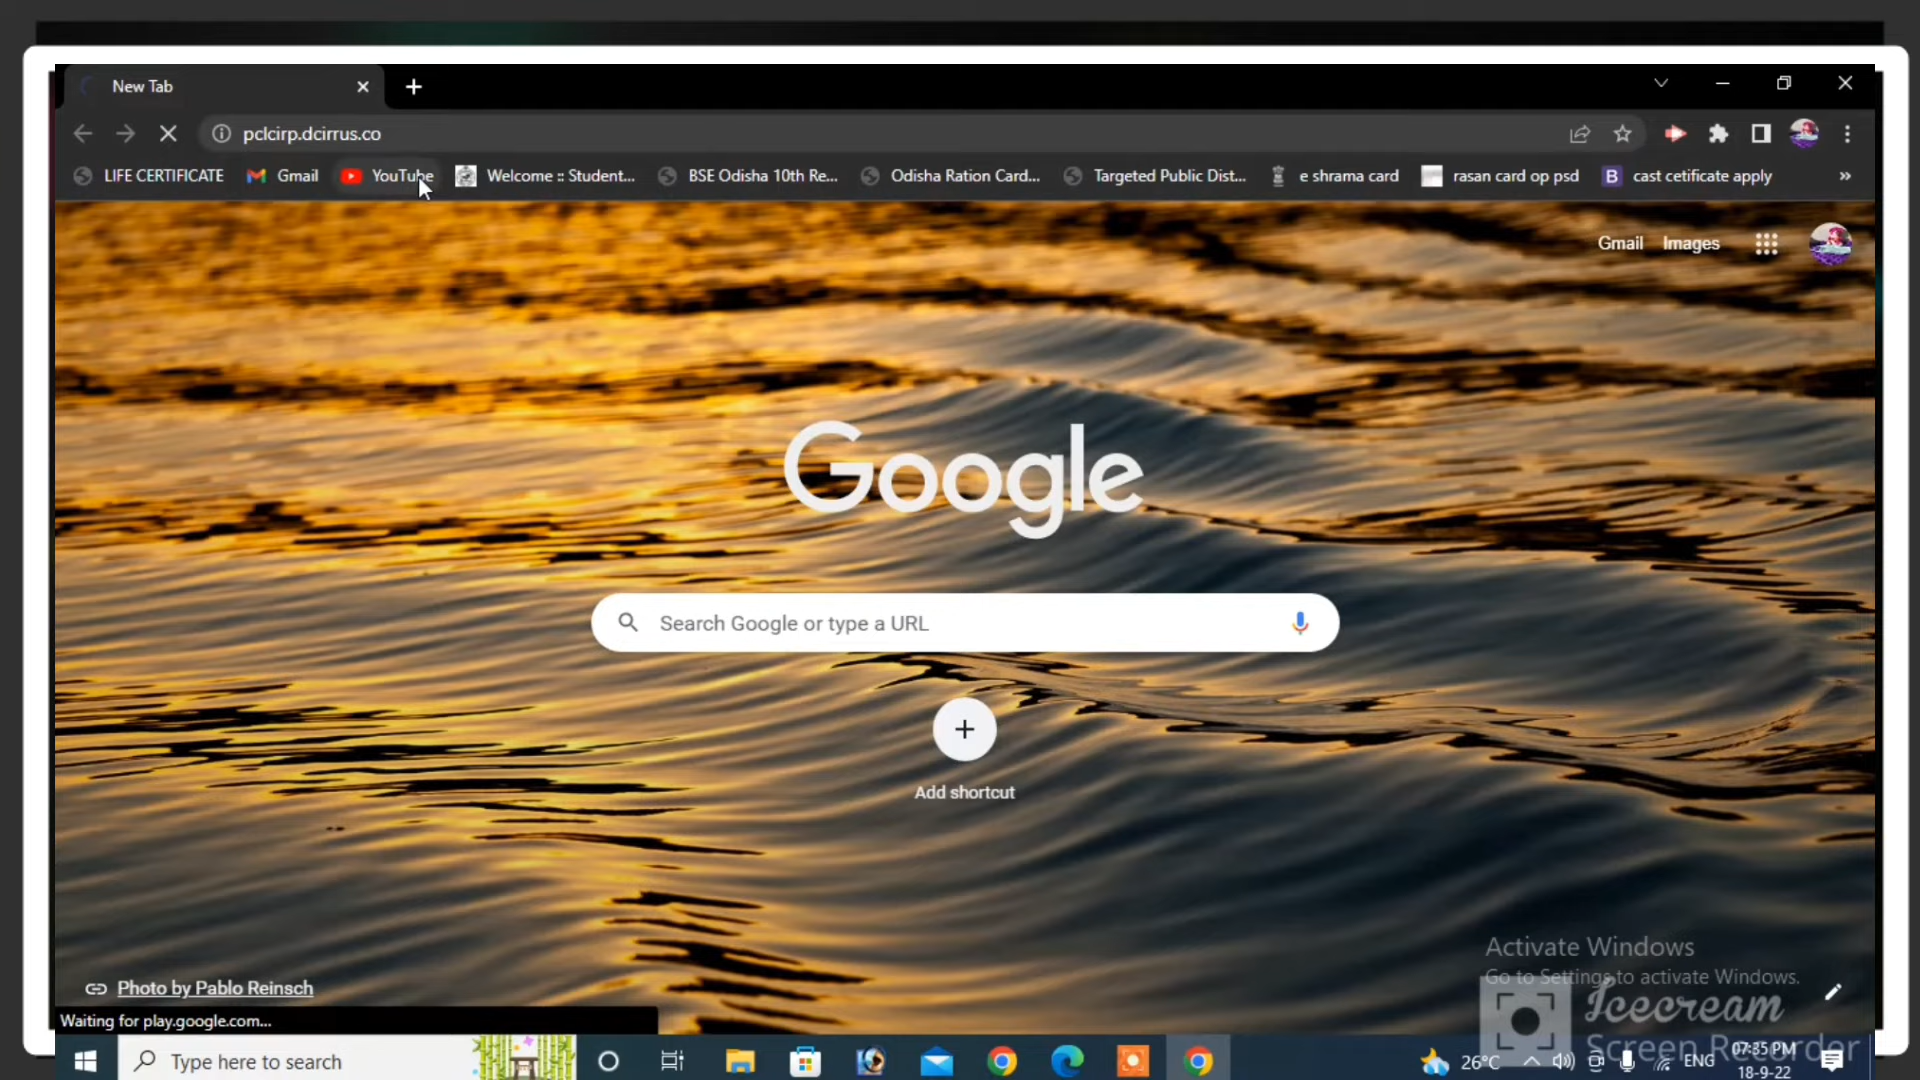 New Tab
pclcirp.dcirrus.co
LIFE CERTIFICATE Gmail YouTube Welcome :: Student... BSE Odisha 10th Re... Odisha Ration Card... Targeted Public Dist... e shrama card rasan card op psd B cast cetificate apply »
Gmail Images
Google
Search Google or type a URL
Add shortcut
Activate Windows
Go to Settings to activate Windows.
Photo by Pablo Reinsch
Icecream
Screen Recorder
Waiting for play.google.com...
Type here to search
26°C ENG 07:35 PM
18-9-22